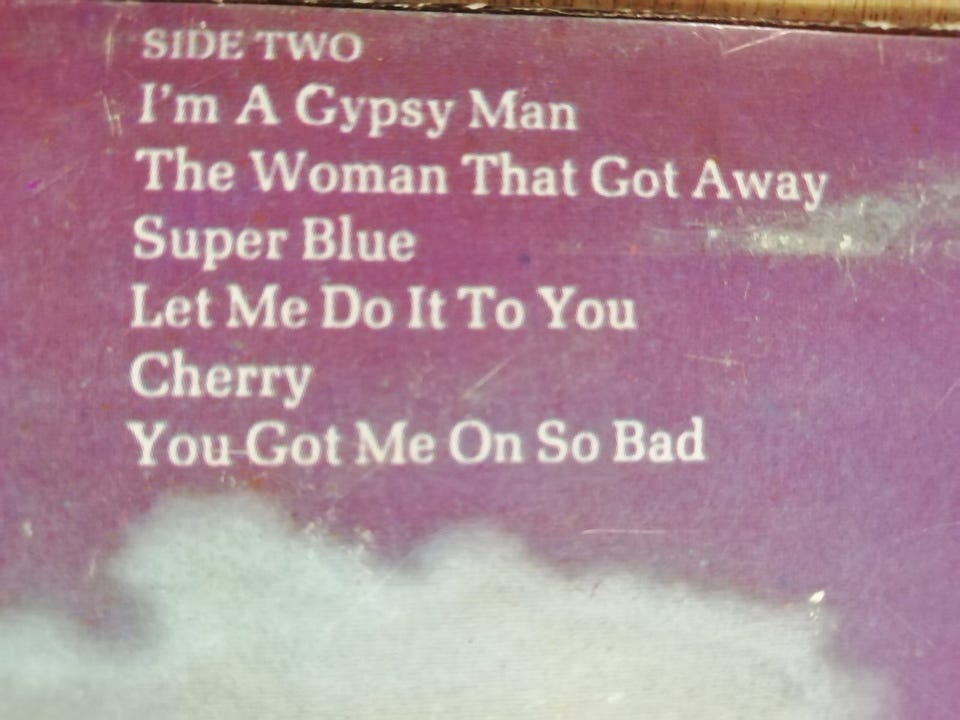 SIDE TWO
I'm A Gypsy Man
The Woman That Got Away
Super Blue
Let Me Do It To You
Cherry
You Got Me On So Bad